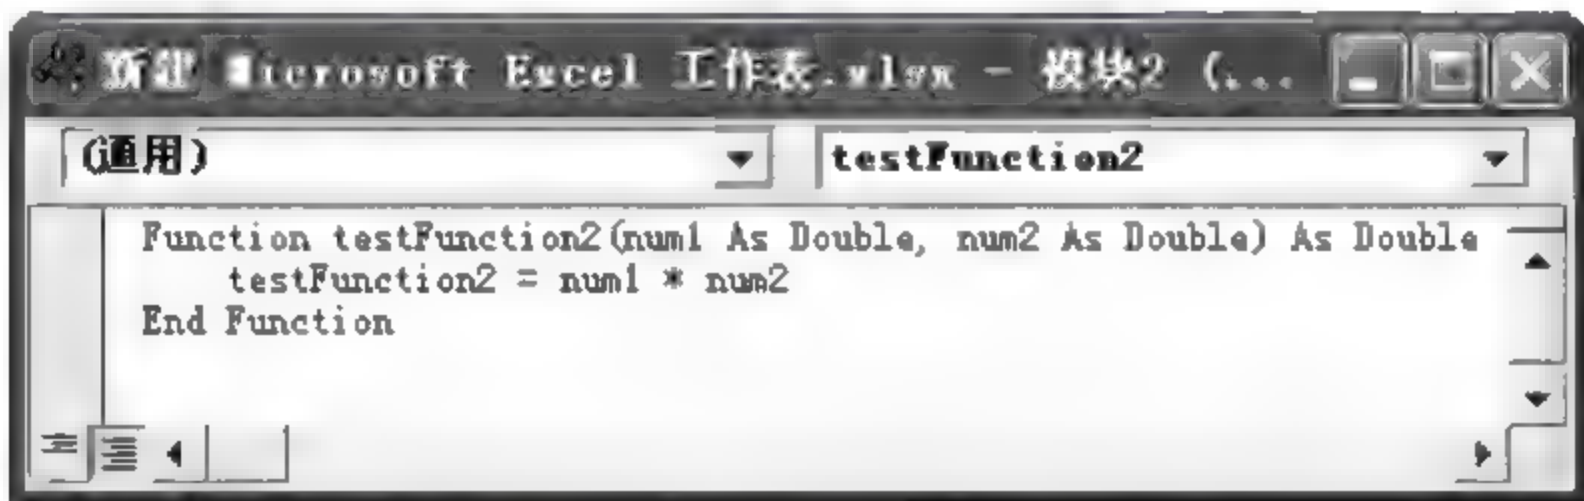 新建 Microsoft Excel 工作表.xlsx - 模块2 (...
(通用)
testFunction2
Function testFunction2(num1 As Double, num2 As Double) As Double
testFunction2 = num1 * num2
End Function